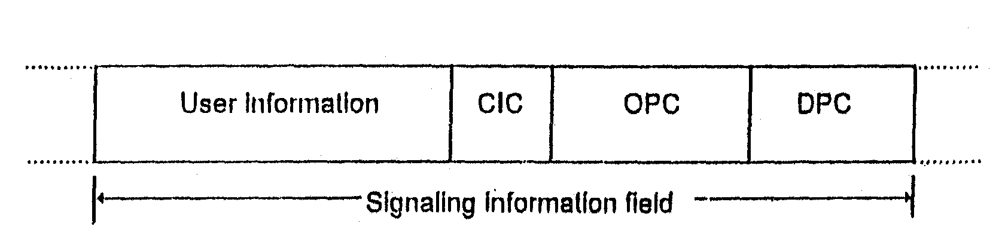 User Information
CIC
OPC
DPC
Signaling Information field